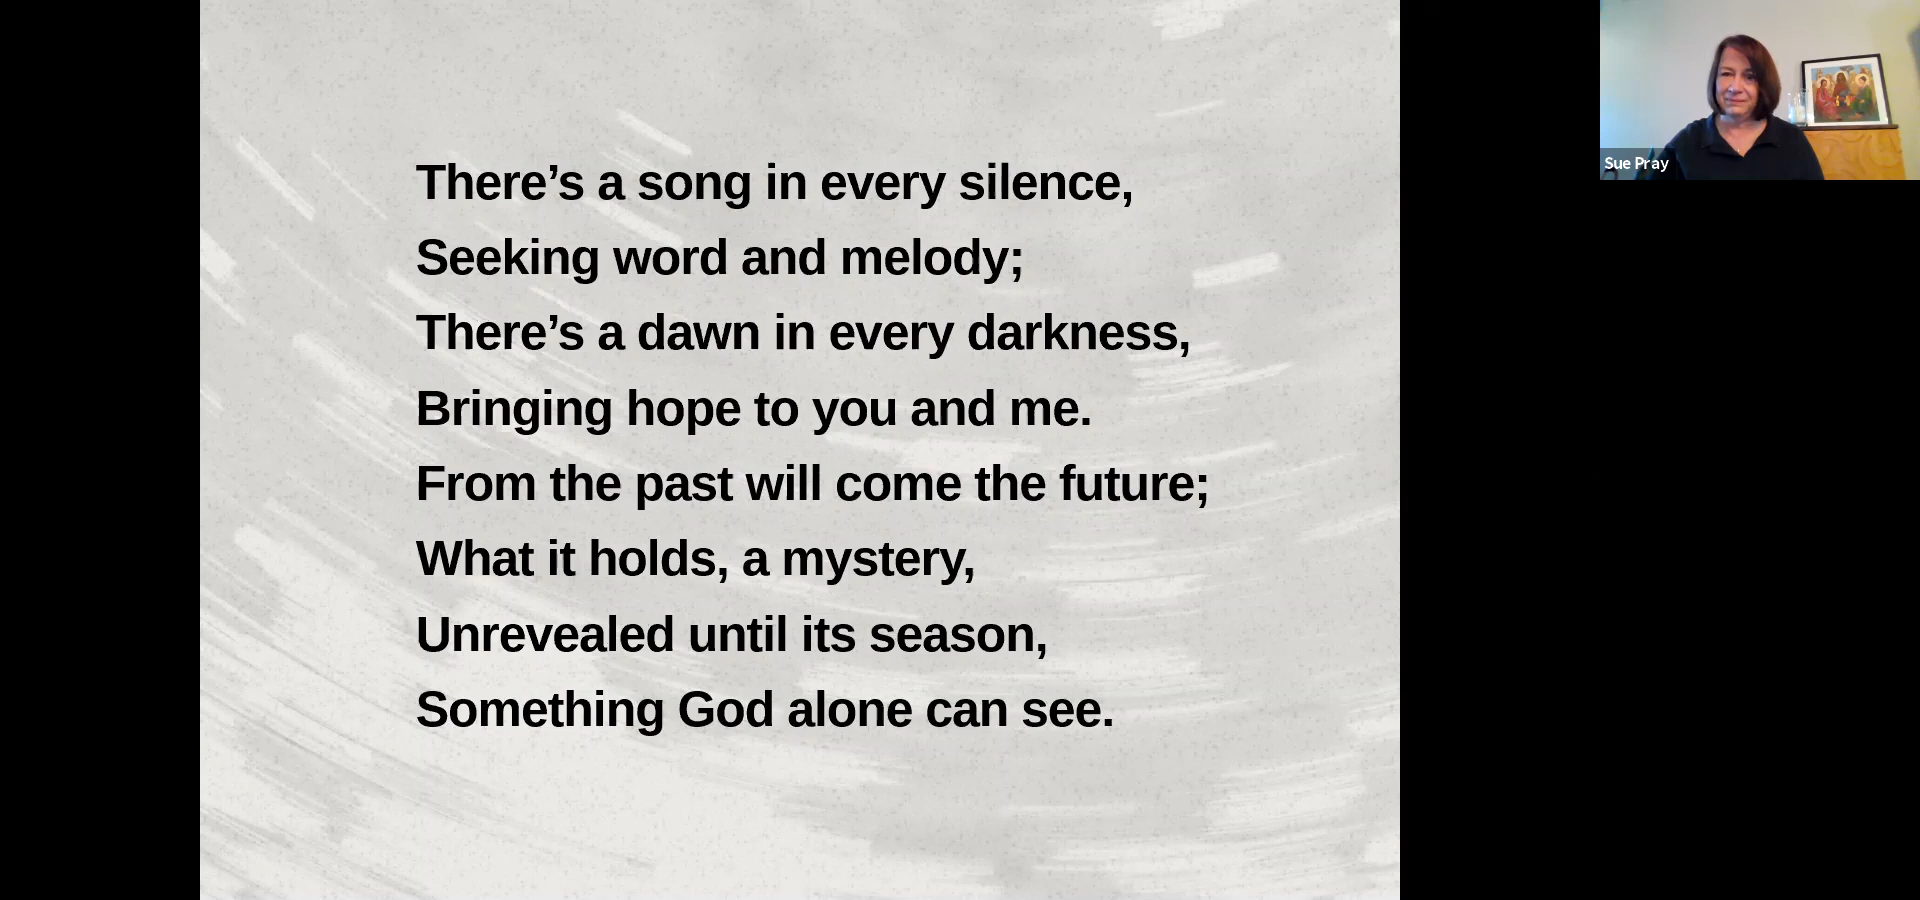 There’s a song in every silence,
Seeking word and melody;
There’s a dawn in every darkness,
Bringing hope to you and me.
From the past will come the future;
What it holds, a mystery,
Unrevealed until its season,
Something God alone can see.
Sue Pray